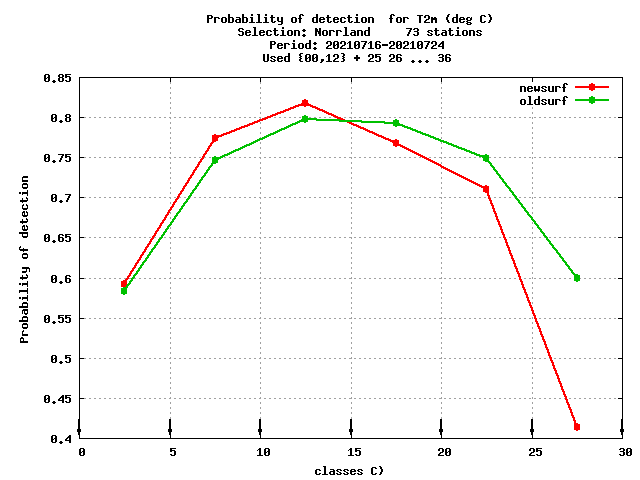 Probability of detection  for T2m (deg C)
Selection: Norrland     73 stations
Period: 20210716-20210724
Used {00,12} + 25 26 ... 36
newsurf
oldsurf
Probability of detection
0.85
0.8
0.75
0.7
0.65
0.6
0.55
0.5
0.45
0.4
0 5 10 15 20 25 30
classes C)